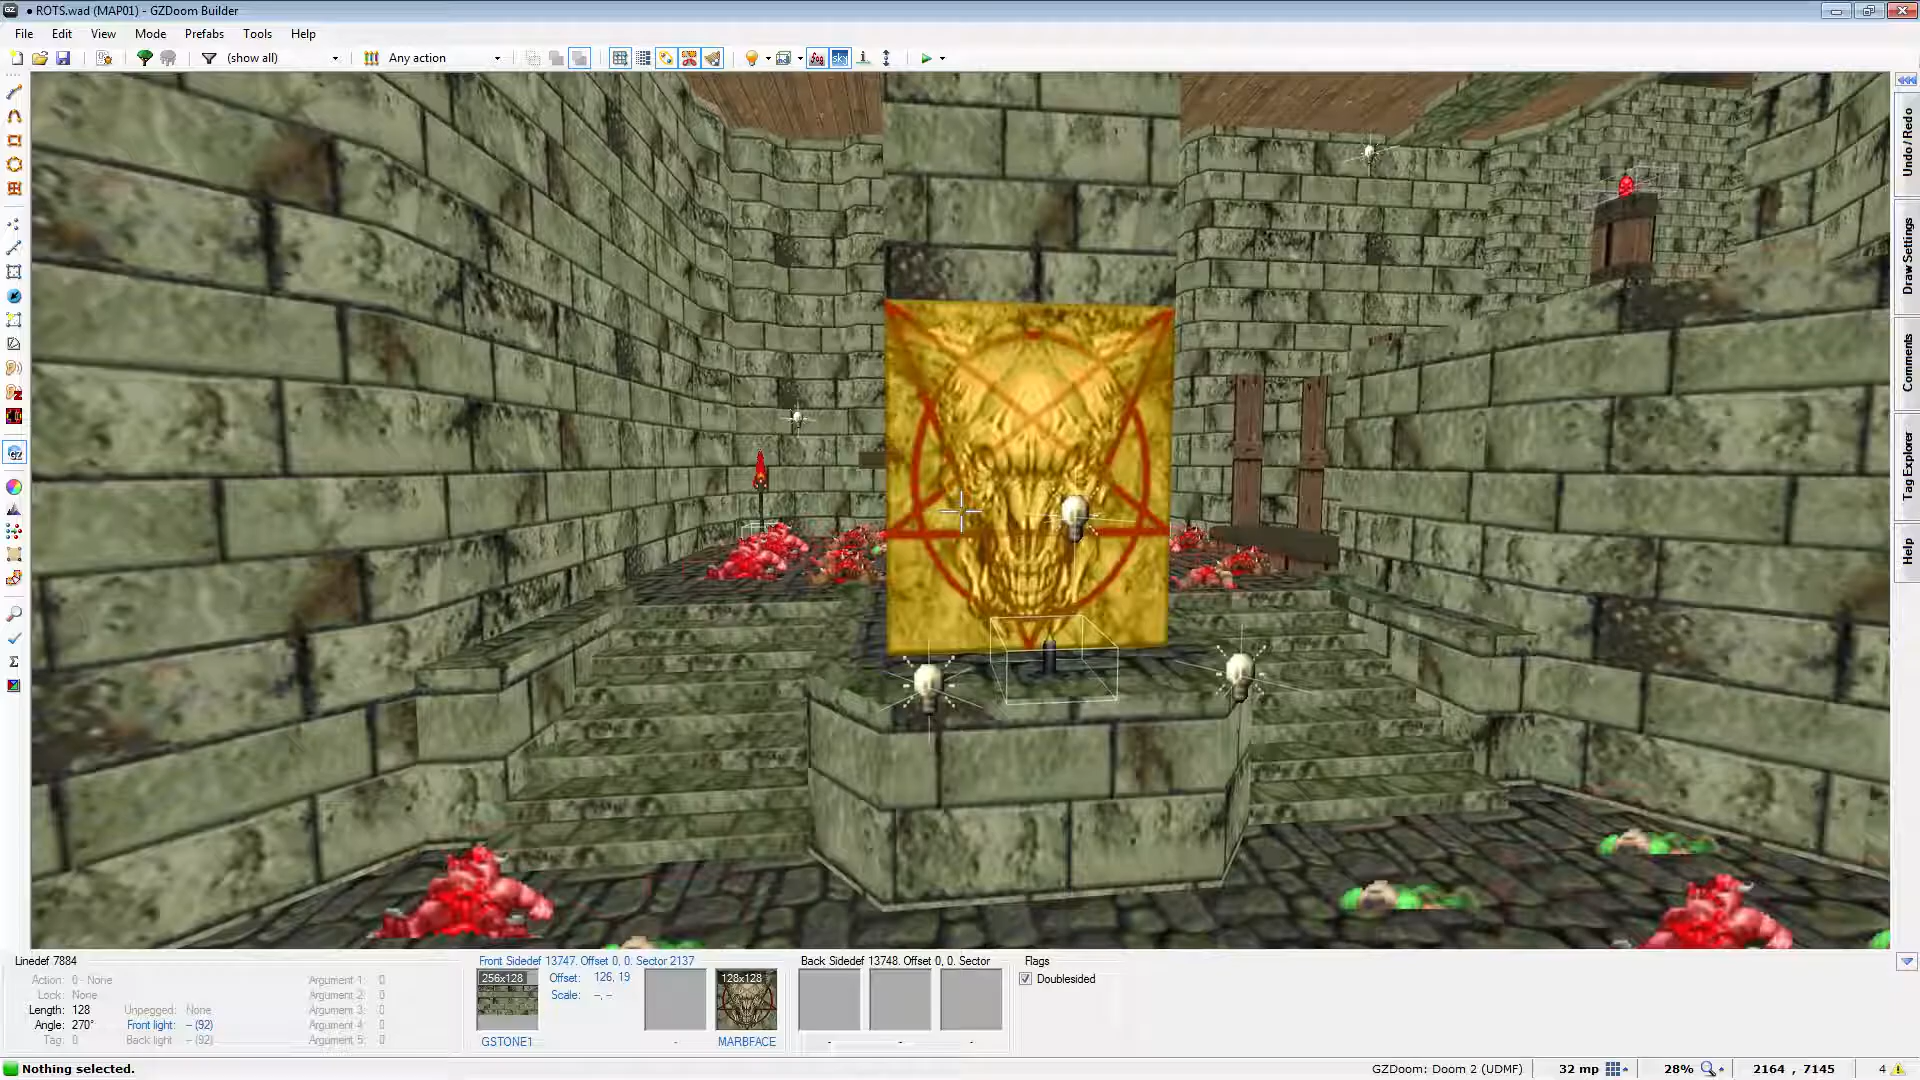 ROTS.wad (MAP01) - GZDoom Builder
File Edit View Mode Prefabs Tools Help
(show all) Any action
Undo / Redo
Draw Settings
Comments
Tag Explorer
Help
Linedef 7884
Action: 0 - None
Lock: None
Length: 128
Angle: 270°
Tag: 0
Unpegged: None
Front light: -- (92)
Back light -- (92)
Argument 1: 0
Argument 2: 0
Argument 3: 0
Argument 4: 0
Argument 5: 0
Front Sidedef 13747. Offset 0, 0. Sector 2137
256x128
Offset: 126, 19
Scale: --, --
128x128
GSTONE1 - MARBFACE
Back Sidedef 13748. Offset 0, 0. Sector
- - -
Flags
Doublesided
Nothing selected.
GZDoom: Doom 2 (UDMF) 32 mp 28% 2164 , 7145 4